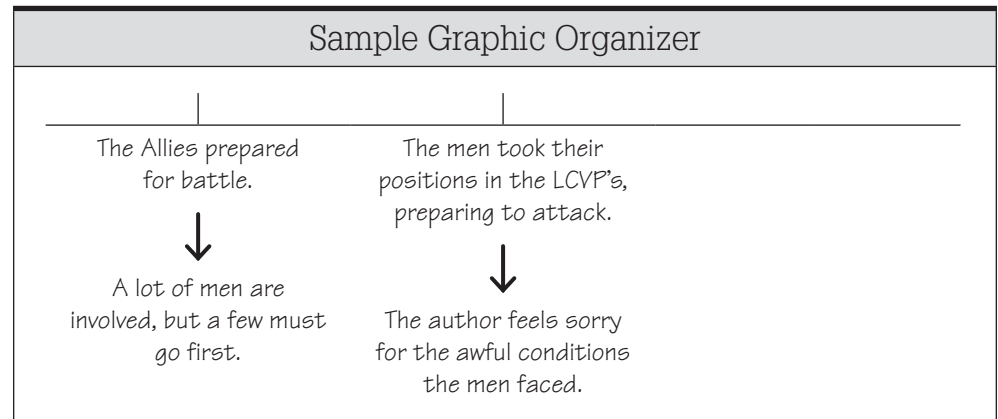 Sample Graphic Organizer
The Allies prepared
for battle.
A lot of men are
involved, but a few must
go first.
The men took their
positions in the LCVP's,
preparing to attack.
The author feels sorry
for the awful conditions
the men faced.